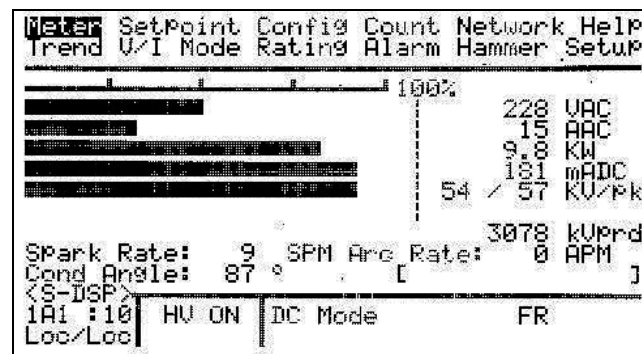 Meter Setpoint Config Count Network Help
Trend V/I Mode Rating Alarm Hammer Setup
100%
228 VAC
15 AAC
9.8 KW
181 mADC
54 / 57 KV/pk
3078 kVprd
Spark Rate: 9 SPM Arc Rate: 0 APM
Cond Angle: 87 ° [ ]
<S-DSP>
1A1 :10 HV ON DC Mode FR
Loc/Loc